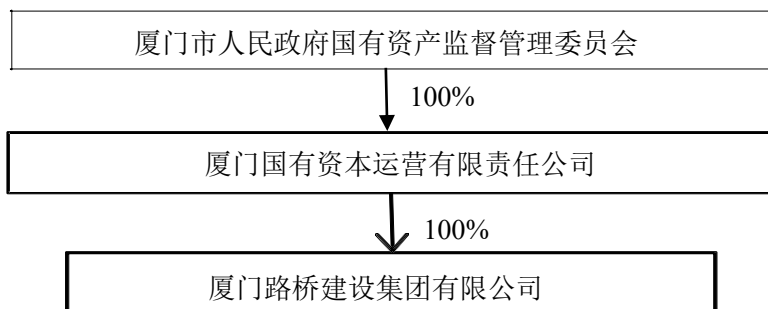 厦门市人民政府国有资产监督管理委员会
100%
厦门国有资本运营有限责任公司
100%
厦门路桥建设集团有限公司